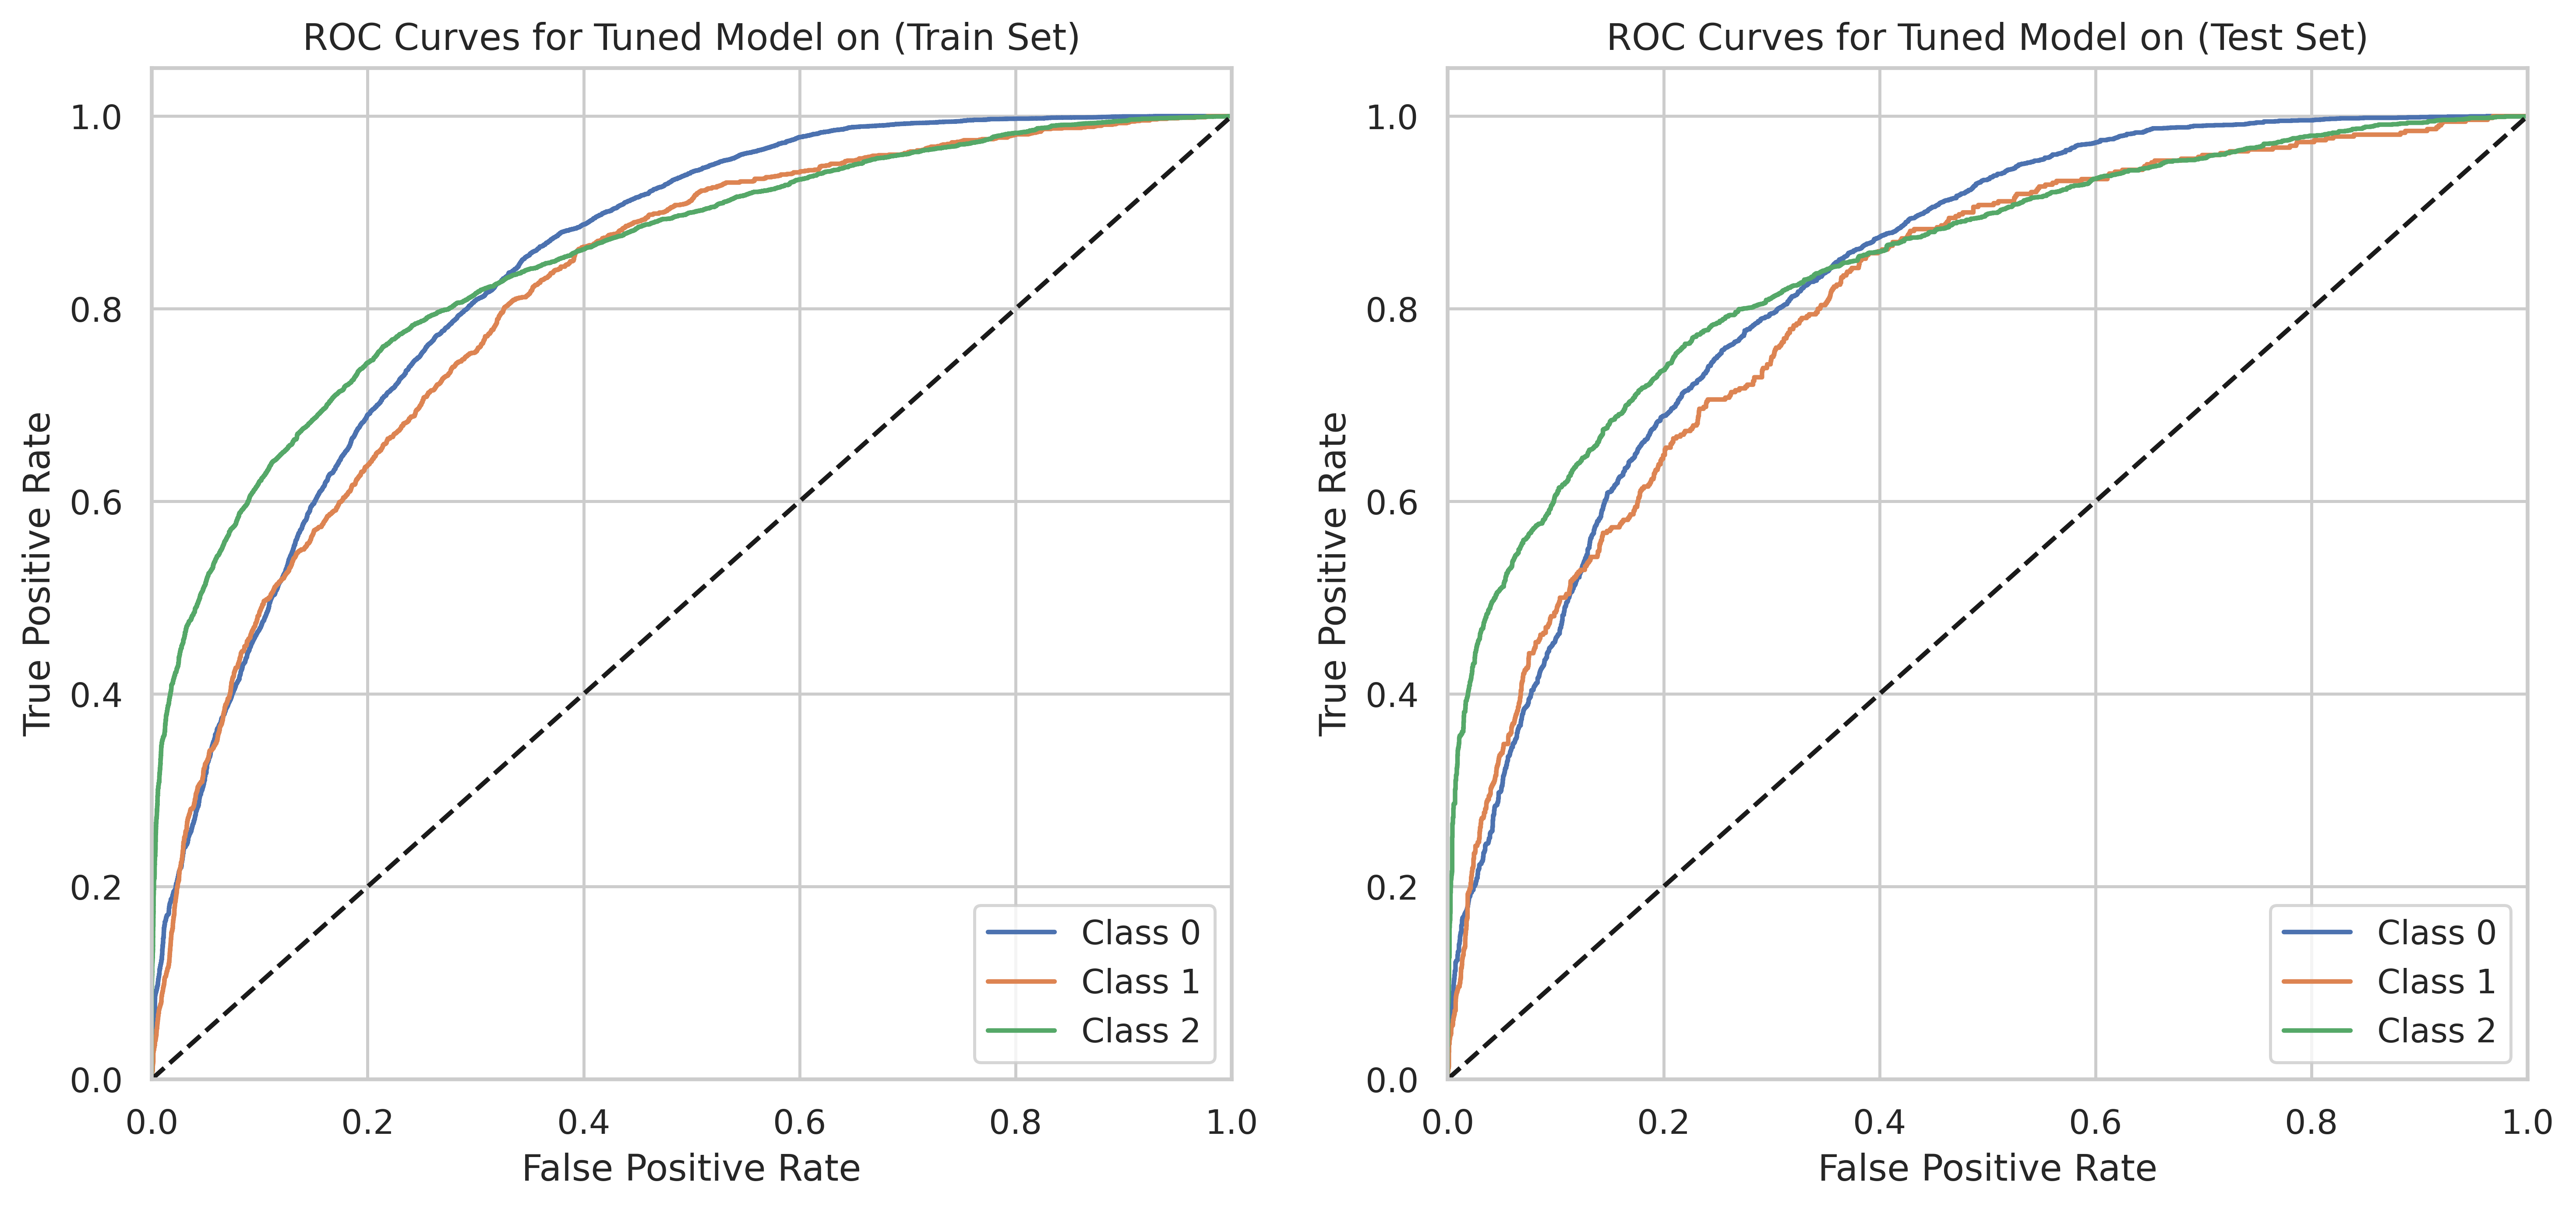 ROC Curves for Tuned Model on (Train Set)
True Positive Rate
1.0
0.8
0.6
0.4
0.2
0.0
0.0 0.2 0.4 0.6 0.8 1.0
False Positive Rate
Class 0
Class 1
Class 2
ROC Curves for Tuned Model on (Test Set)
True Positive Rate
1.0
0.8
0.6
0.4
0.2
0.0
0.0 0.2 0.4 0.6 0.8 1.0
False Positive Rate
Class 0
Class 1
Class 2